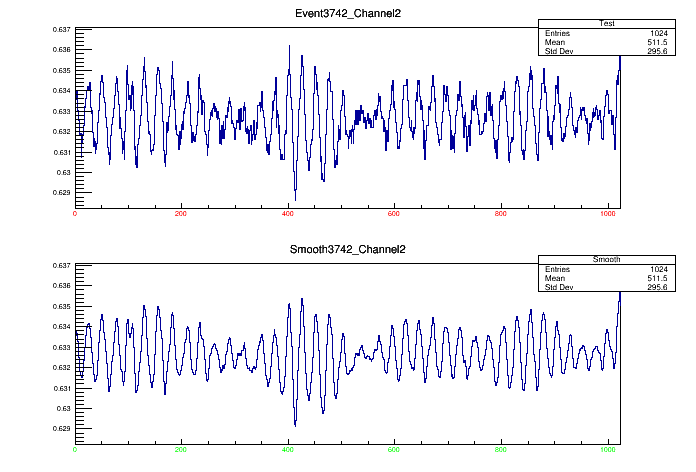 Event3742_Channel2
Test
Entries 1024
Mean 511.5
Std Dev 295.6
0.637
0.636
0.635
0.634
0.633
0.632
0.631
0.63
0.629
0 200 400 600 800 1000
Smooth3742_Channel2
Smooth
Entries 1024
Mean 511.5
Std Dev 295.6
0.637
0.636
0.635
0.634
0.633
0.632
0.631
0.63
0.629
0 200 400 600 800 1000